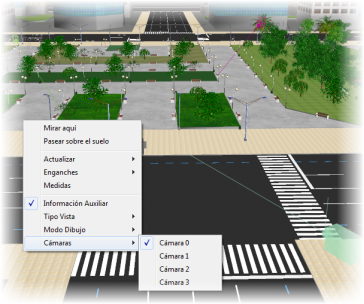 Mirar aquí
Pasear sobre el suelo
Actualizar
Enganches
Medidas
Información Auxiliar
Tipo Vista
Modo Dibujo
Cámaras
Cámara 0
Cámara 1
Cámara 2
Cámara 3